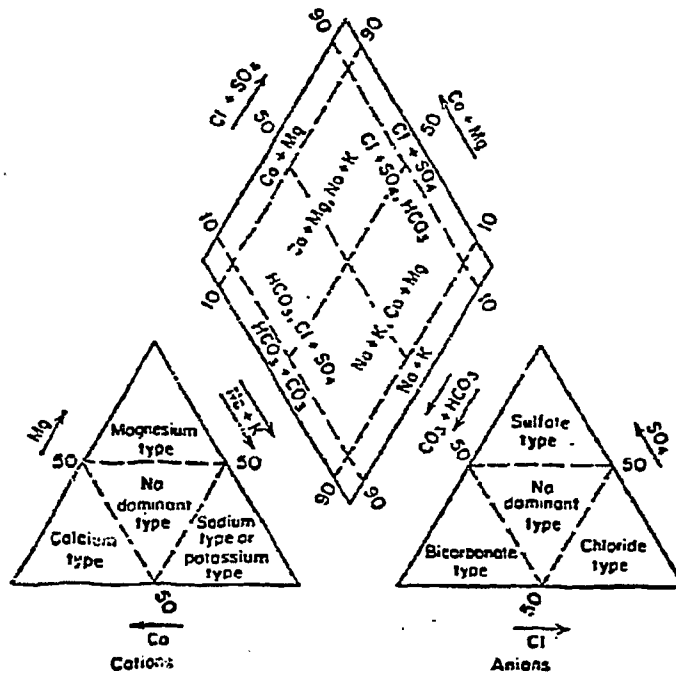 90
90
Cl + SO4
50
50
Ca + Mg
Ca + Mg
Cl + SO4
Cl + SO4, HCO3
Ca + Mg, Na + K
10
10
10
10
HCO3, Cl + SO4
HCO3 + CO3
Na + K, Ca + Mg
Na + K
90
90
Mg
Na + K
50
50
Magnesium
type
No
dominant
type
Calcium
type
Sodium
type or
potassium
type
50
Ca
Cations
CO3 + HCO3
SO4
50
50
Sulfate
type
No
dominant
type
Bicarbonate
type
Chloride
type
50
Cl
Anions